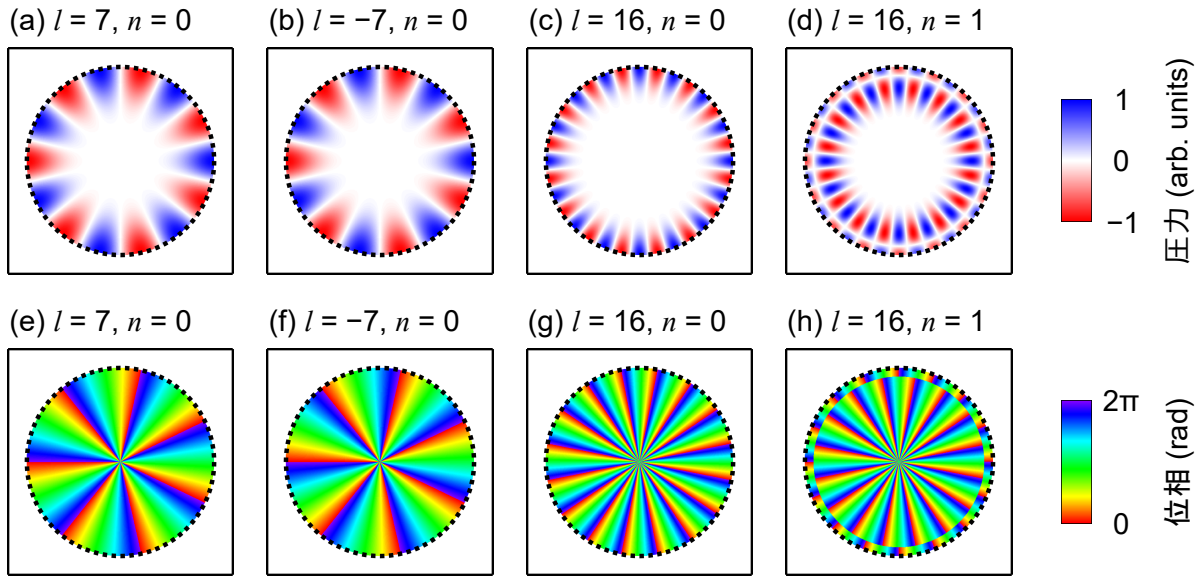 (a) l = 7, n = 0
(b) l = −7, n = 0
(c) l = 16, n = 0
(d) l = 16, n = 1
1
0
−1
圧力 (arb. units)
(e) l = 7, n = 0
(f) l = −7, n = 0
(g) l = 16, n = 0
(h) l = 16, n = 1
2π
0
位相 (rad)